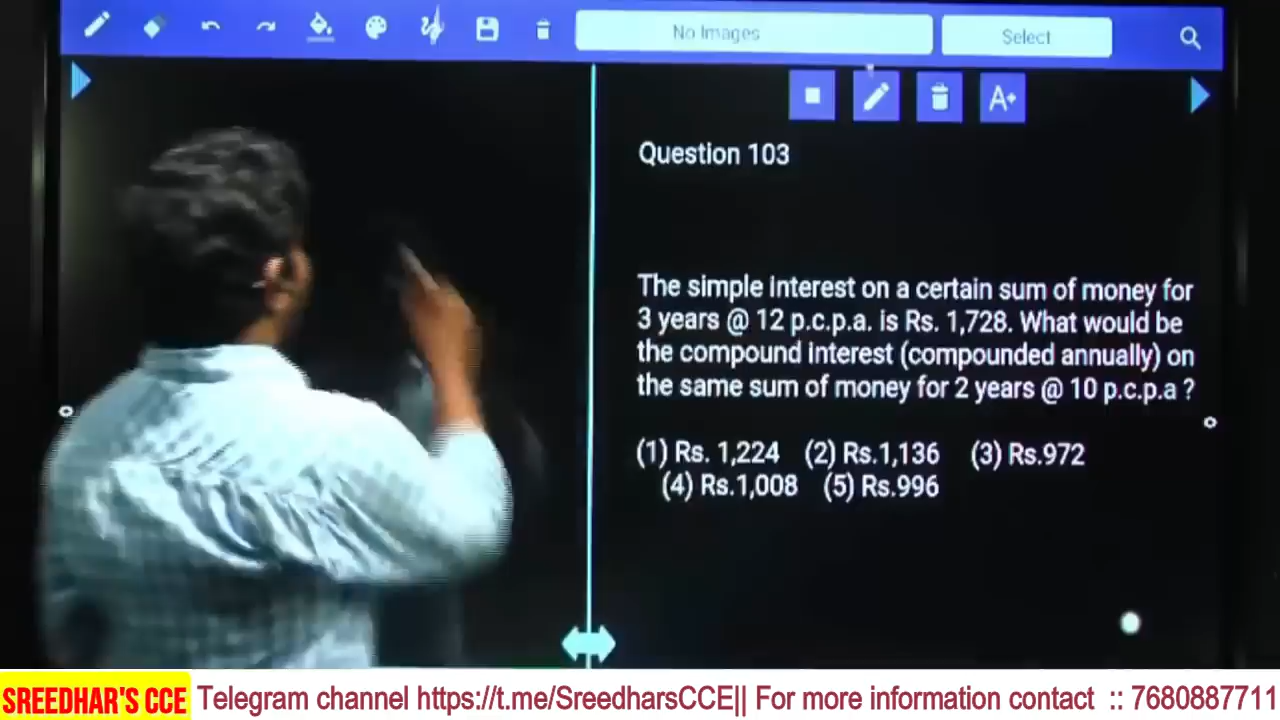 No Images
Select
A+
Question 103
The simple interest on a certain sum of money for
3 years @ 12 p.c.p.a. is Rs. 1,728. What would be
the compound interest (compounded annually) on
the same sum of money for 2 years @ 10 p.c.p.a ?
(1) Rs. 1,224 (2) Rs.1,136 (3) Rs.972
(4) Rs.1,008 (5) Rs.996
SREEDHAR'S CCE Telegram channel https://t.me/SreedharsCCE|| For more information contact :: 7680887711